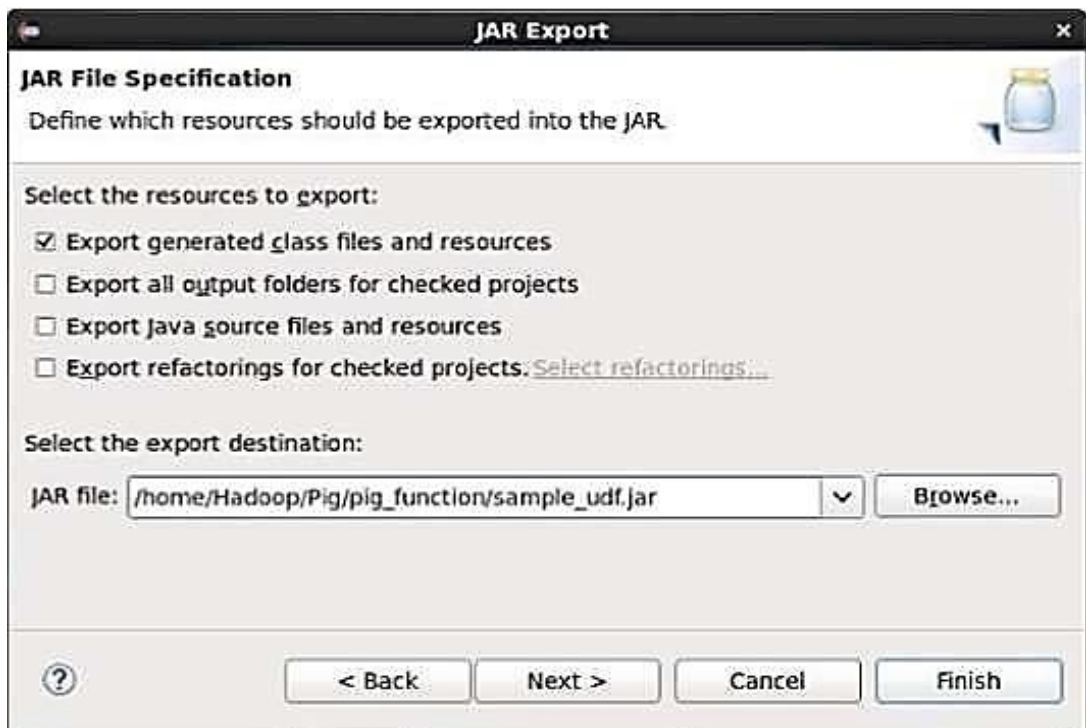 JAR Export
JAR File Specification
Define which resources should be exported into the JAR.
Select the resources to export:
Export generated class files and resources
Export all output folders for checked projects
Export Java source files and resources
Export refactorings for checked projects. Select refactorings...
Select the export destination:
JAR file: /home/Hadoop/Pig/pig_function/sample_udf.jar Browse...
? < Back Next > Cancel Finish